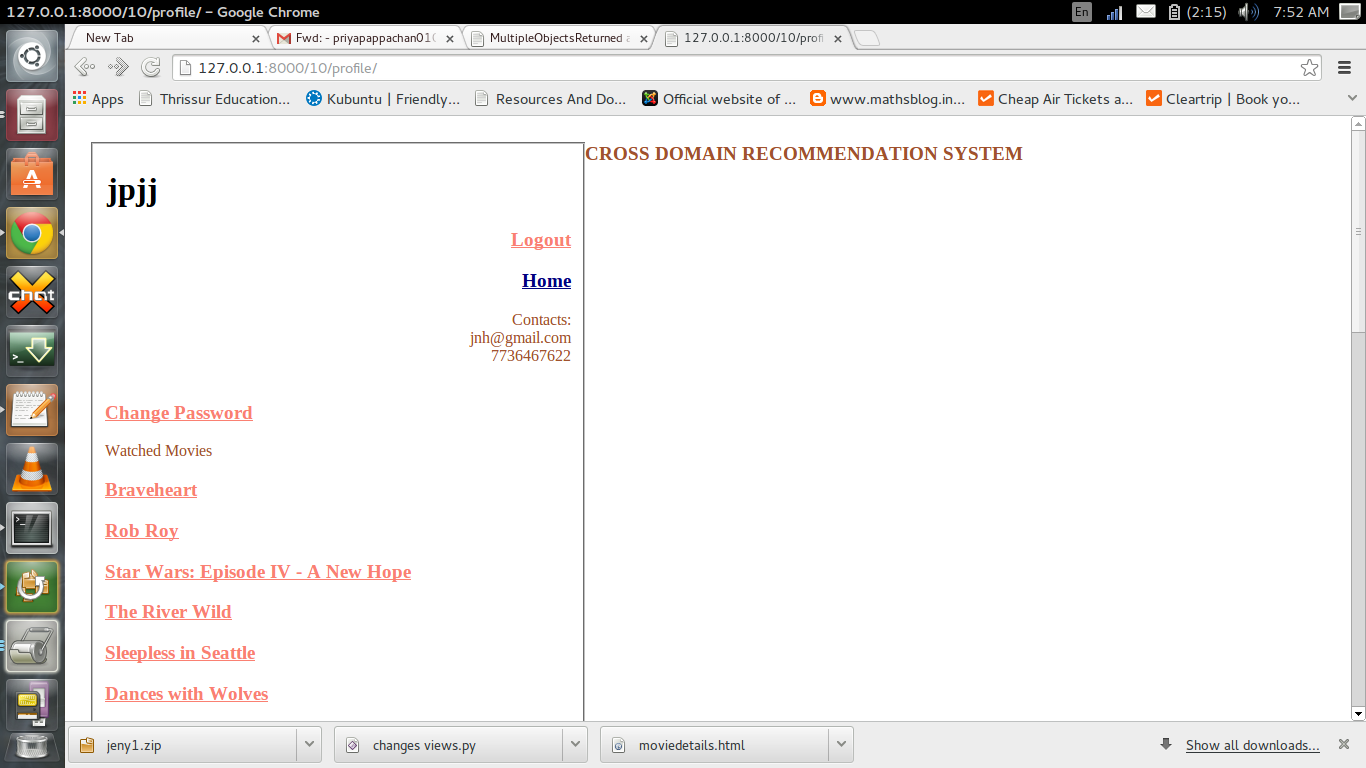 127.0.0.1:8000/10/profile/ – Google Chrome
En
(2:15)
7:52 AM
New Tab
Fwd: - priyapappachan010
MultipleObjectsReturned a
127.0.0.1:8000/10/profi
127.0.0.1:8000/10/profile/
Apps
Thrissur Education...
Kubuntu | Friendly...
Resources And Do...
Official website of ...
www.mathsblog.in...
Cheap Air Tickets a...
Cleartrip | Book yo...
CROSS DOMAIN RECOMMENDATION SYSTEM
jpjj
Logout
Home
Contacts:
jnh@gmail.com
7736467622
Change Password
Watched Movies
Braveheart
Rob Roy
Star Wars: Episode IV - A New Hope
The River Wild
Sleepless in Seattle
Dances with Wolves
chat
jeny1.zip
changes views.py
moviedetails.html
Show all downloads...